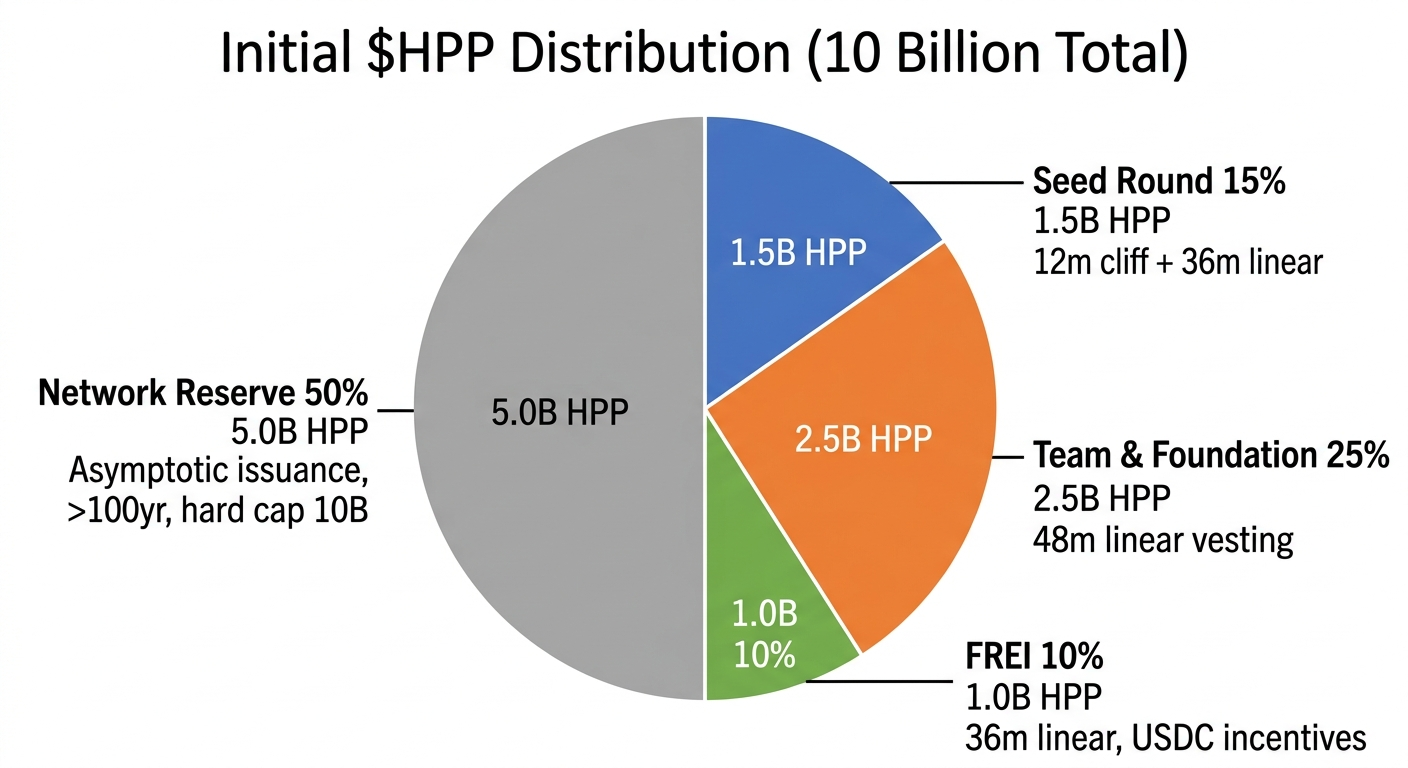 Initial $HPP Distribution (10 Billion Total)
1.5B HPP
Seed Round 15%
1.5B HPP
12m cliff + 36m linear
2.5B HPP
Team & Foundation 25%
2.5B HPP
48m linear vesting
1.0B
10%
FREI 10%
1.0B HPP
36m linear, USDC incentives
5.0B HPP
Network Reserve 50%
5.0B HPP
Asymptotic issuance,
>100yr, hard cap 10B